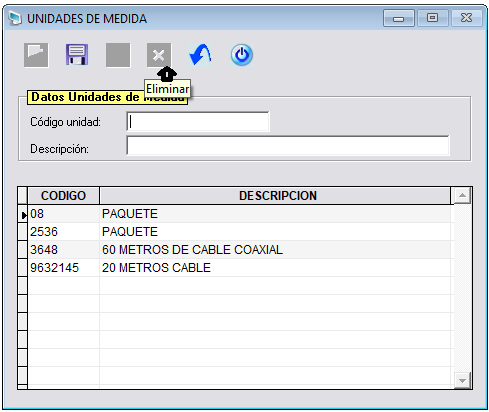 UNIDADES DE MEDIDA
Eliminar
Datos Unidades de Medida
Código unidad:
Descripción:
CODIGO DESCRIPCION
08 PAQUETE
2536 PAQUETE
3648 60 METROS DE CABLE COAXIAL
9632145 20 METROS CABLE